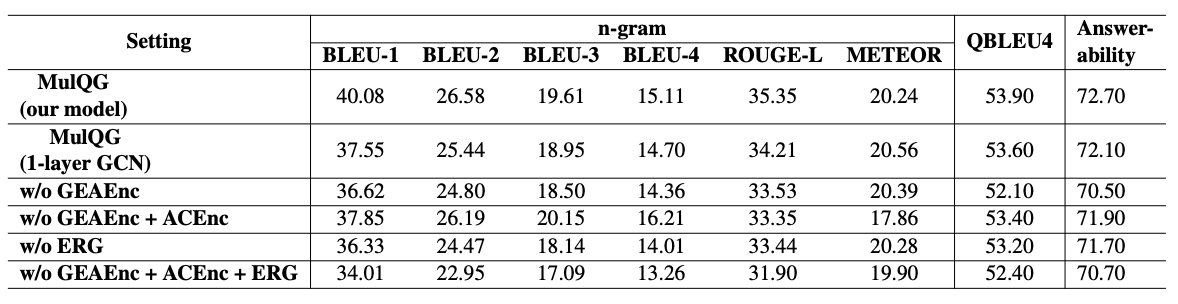 Setting n-gram QBLEU4 Answer-ability
BLEU-1 BLEU-2 BLEU-3 BLEU-4 ROUGE-L METEOR
MulQG
(our model) 40.08 26.58 19.61 15.11 35.35 20.24 53.90 72.70
MulQG
(1-layer GCN) 37.55 25.44 18.95 14.70 34.21 20.56 53.60 72.10
w/o GEAEnc 36.62 24.80 18.50 14.36 33.53 20.39 52.10 70.50
w/o GEAEnc + ACEnc 37.85 26.19 20.15 16.21 33.35 17.86 53.40 71.90
w/o ERG 36.33 24.47 18.14 14.01 33.44 20.28 53.20 71.70
w/o GEAEnc + ACEnc + ERG 34.01 22.95 17.09 13.26 31.90 19.90 52.40 70.70